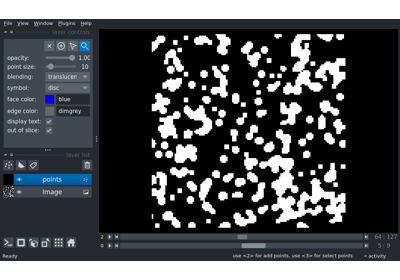 File View Window Plugins Help
layer controls
opacity: 1.00
point size: 10
blending: translucen
symbol: disc
face color: blue
edge color: dimgrey
display text:
out of slice:
layer list
points
Image
2 64 127
0 5 9
Ready use <2> for add points, use <3> for select points activity